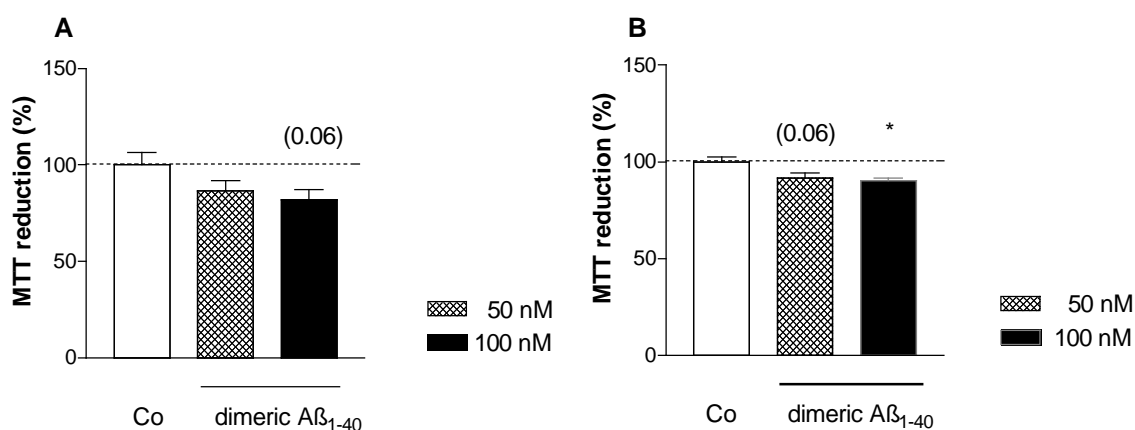 A
MTT reduction (%)
150
100
50
0
(0.06)
Co
dimeric Aß1-40
50 nM
100 nM
B
MTT reduction (%)
150
100
50
0
(0.06)
*
Co
dimeric Aß1-40
50 nM
100 nM